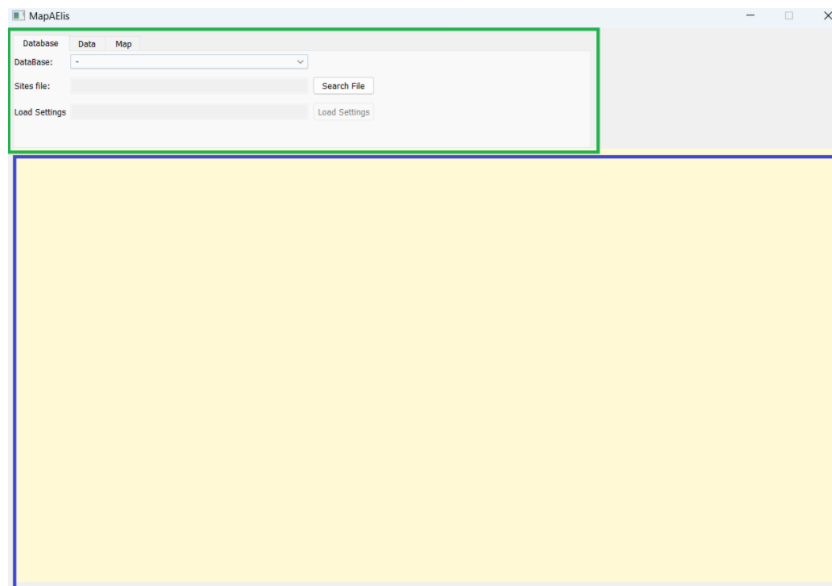 MapAElis
Database Data Map
DataBase: -
Sites file: Search File
Load Settings Load Settings